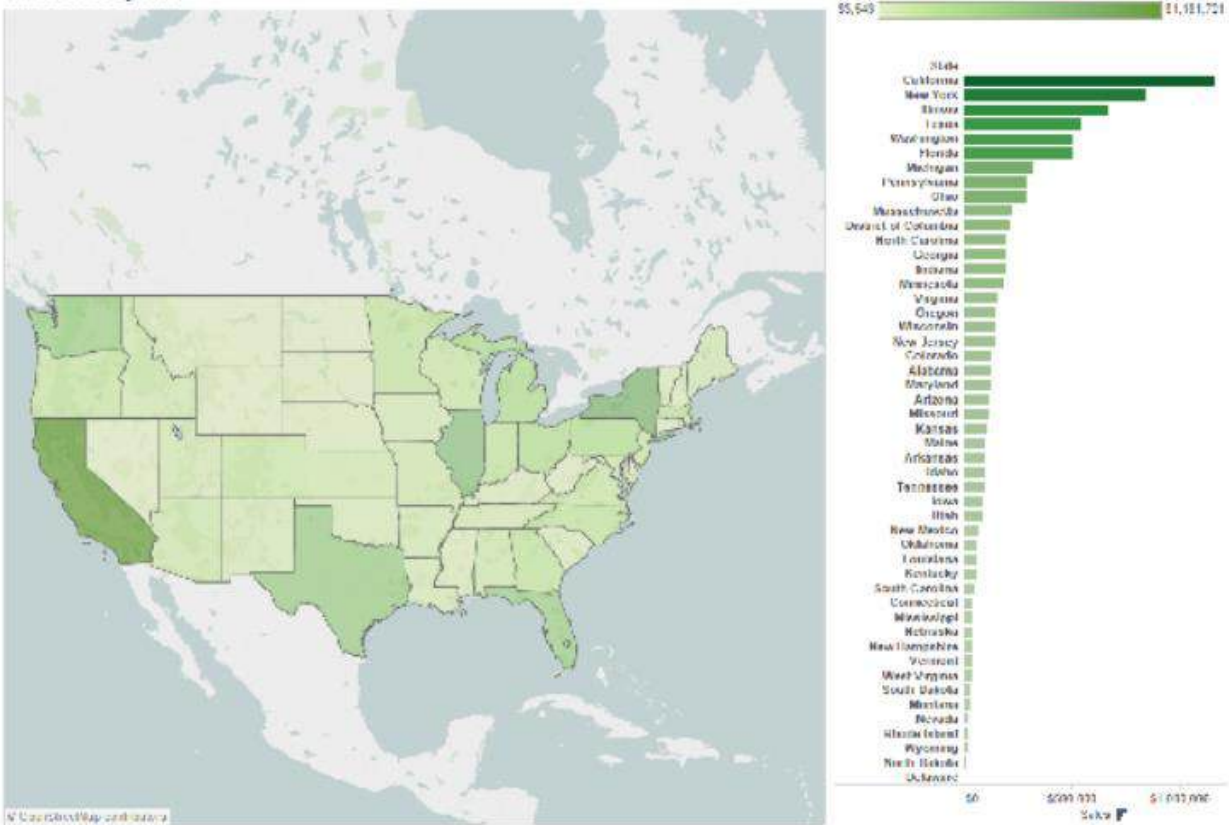 $5,649 $1,181,721
State
California
New York
Illinois
Texas
Washington
Florida
Michigan
Pennsylvania
Ohio
Massachusetts
District of Columbia
North Carolina
Georgia
Indiana
Minnesota
Virginia
Oregon
Wisconsin
New Jersey
Colorado
Alabama
Maryland
Arizona
Missouri
Kansas
Maine
Arkansas
Idaho
Tennessee
Iowa
Utah
New Mexico
Oklahoma
Louisiana
Kentucky
South Carolina
Connecticut
Mississippi
Nebraska
New Hampshire
Vermont
West Virginia
South Dakota
Montana
Nevada
Rhode Island
Wyoming
North Dakota
Delaware
$0 $500,000 $1,000,000
Sales
© OpenStreetMap contributors